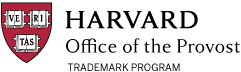 VE RI
TAS
HARVARD
Office of the Provost
TRADEMARK PROGRAM